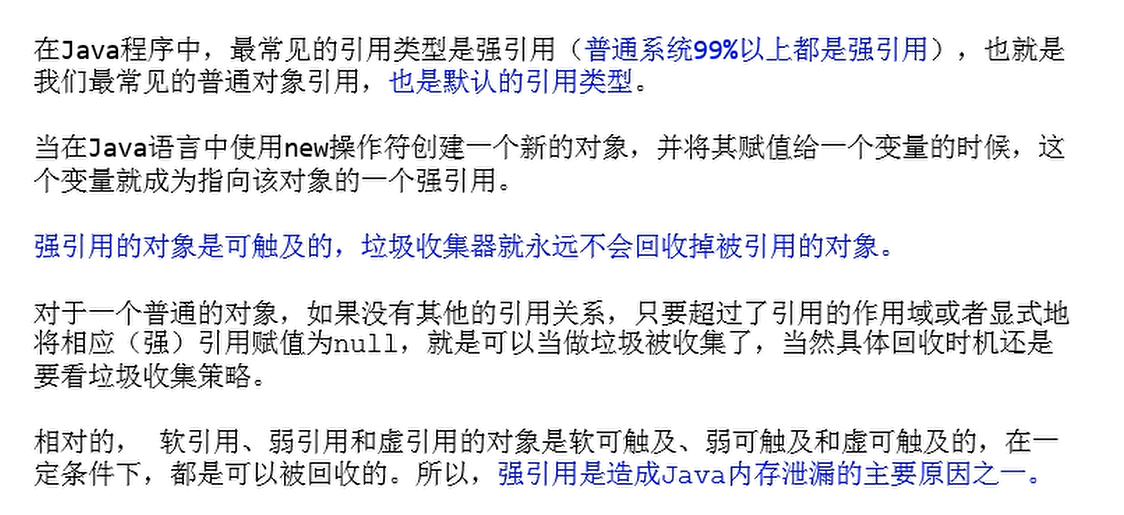 在Java程序中，最常见的引用类型是强引用（普通系统99%以上都是强引用），也就是
我们最常见的普通对象引用，也是默认的引用类型。
当在Java语言中使用new操作符创建一个新的对象，并将其赋值给一个变量的时候，这
个变量就成为指向该对象的一个强引用。
强引用的对象是可触及的，垃圾收集器就永远不会回收掉被引用的对象。
对于一个普通的对象，如果没有其他的引用关系，只要超过了引用的作用域或者显式地
将相应（强）引用赋值为null，就是可以当做垃圾被收集了，当然具体回收时机还是
要看垃圾收集策略。
相对的， 软引用、弱引用和虚引用的对象是软可触及、弱可触及和虚可触及的，在一
定条件下，都是可以被回收的。所以，强引用是造成Java内存泄漏的主要原因之一。